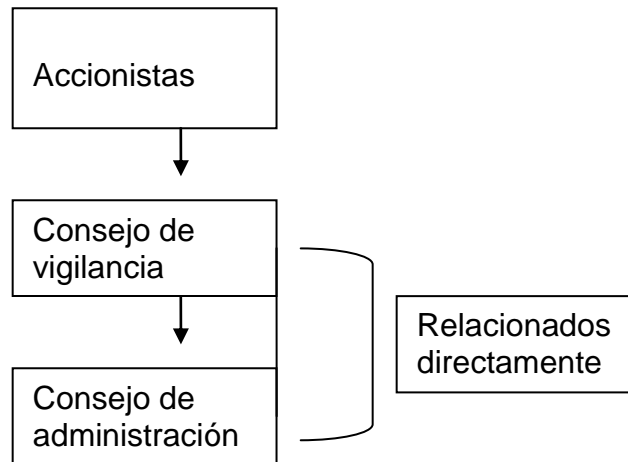 Accionistas
Consejo de
vigilancia
Relacionados
directamente
Consejo de
administración